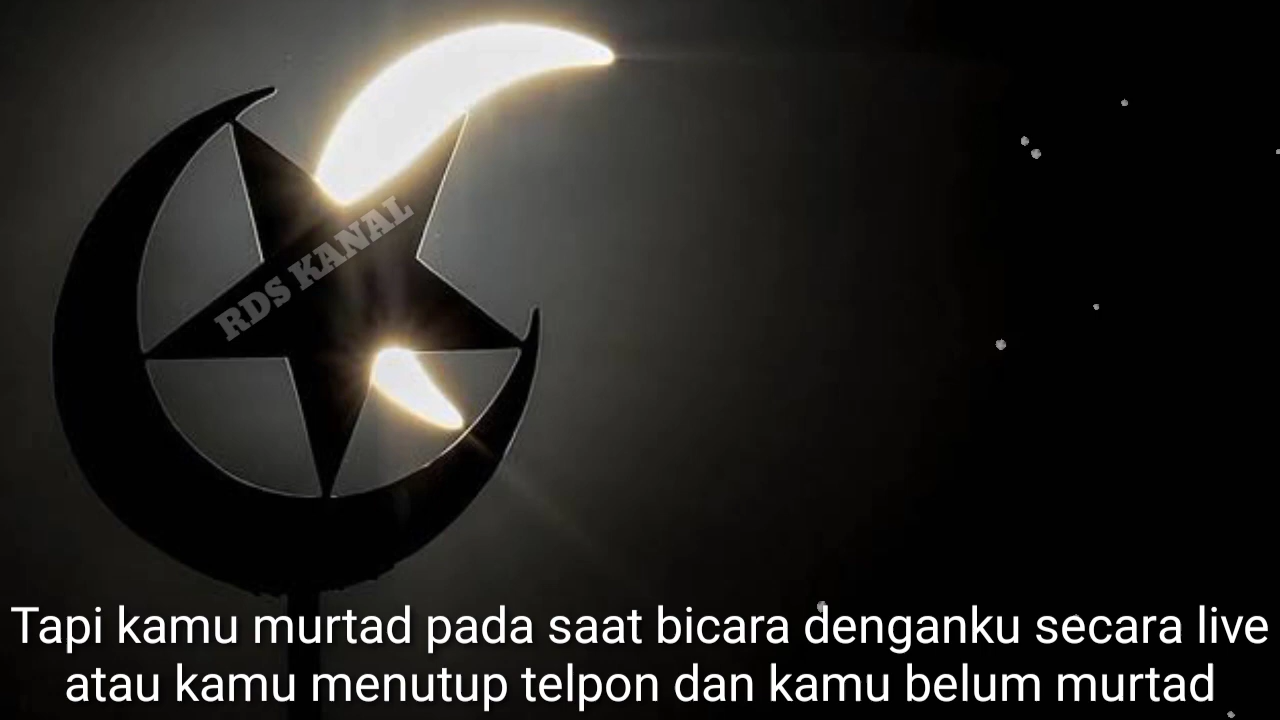 RDS KANAL
Tapi kamu murtad pada saat bicara denganku secara live
atau kamu menutup telpon dan kamu belum murtad